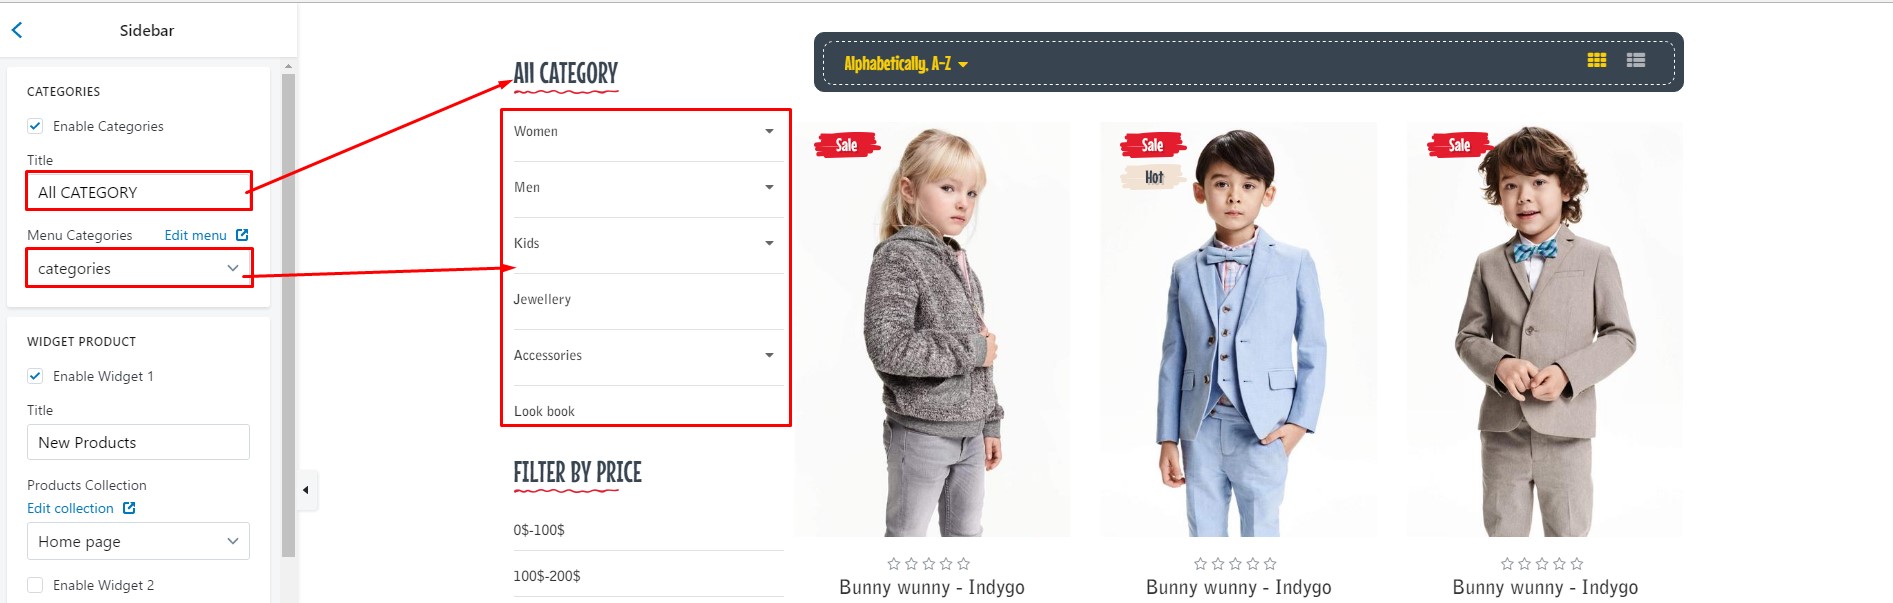 Sidebar
CATEGORIES
Enable Categories
Title
All CATEGORY
Menu Categories Edit menu
categories
WIDGET PRODUCT
Enable Widget 1
Title
New Products
Products Collection
Edit collection
Home page
Enable Widget 2
All CATEGORY
Women
Men
Kids
Jewellery
Accessories
Look book
FILTER BY PRICE
0$-100$
100$-200$
Alphabetically, A-Z
Sale
Sale
Hot
Sale
Bunny wunny - Indygo
Bunny wunny - Indygo
Bunny wunny - Indygo